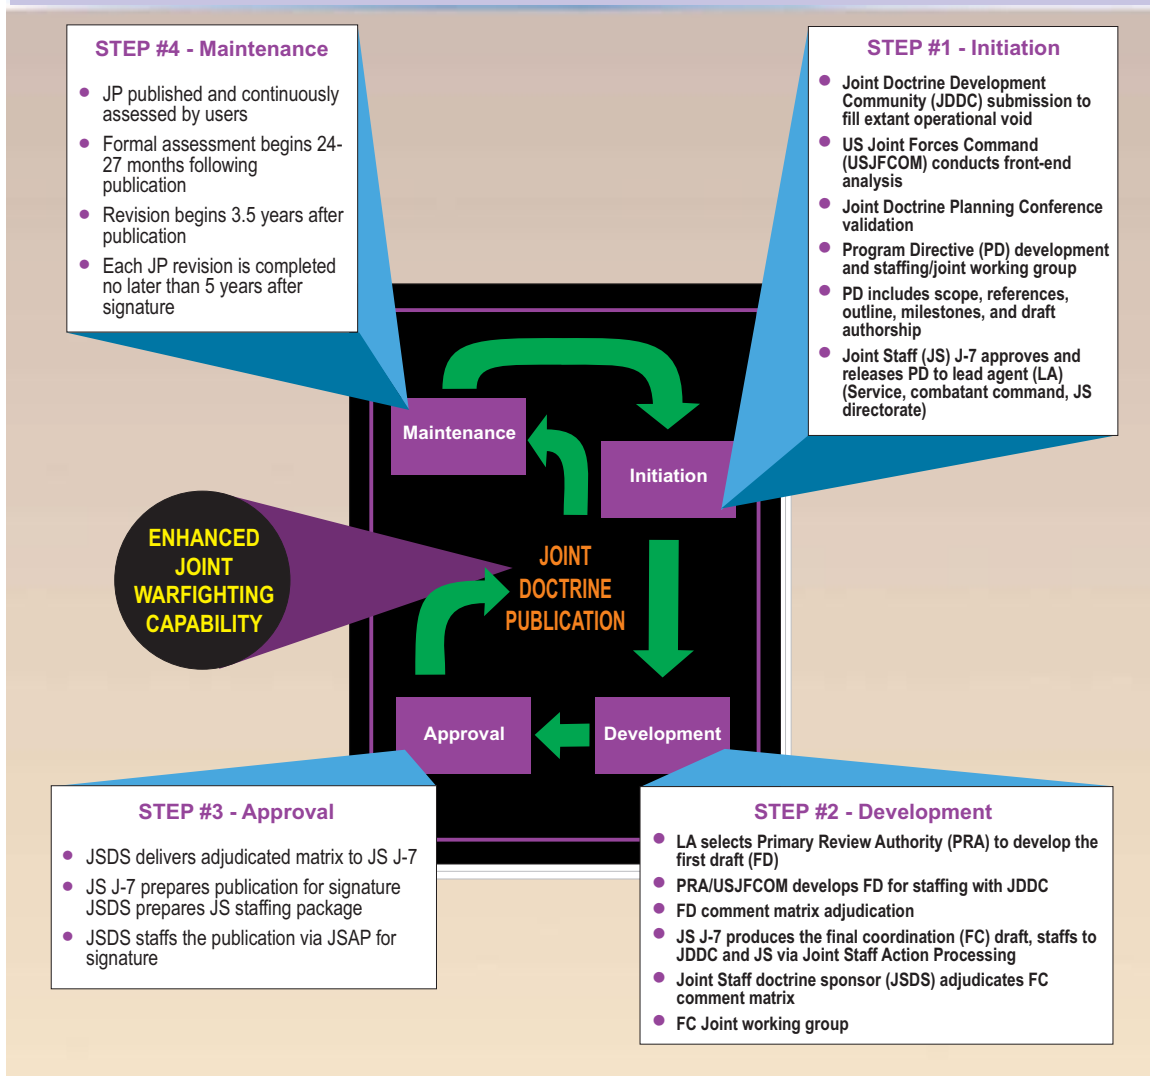 STEP #4 - Maintenance
JP published and continuously
assessed by users
Formal assessment begins 24-
27 months following
publication
Revision begins 3.5 years after
publication
Each JP revision is completed
no later than 5 years after
signature
STEP #1 - Initiation
Joint Doctrine Development
Community (JDDC) submission to
fill extant operational void
US Joint Forces Command
(USJFCOM) conducts front-end
analysis
Joint Doctrine Planning Conference
validation
Program Directive (PD) development
and staffing/joint working group
PD includes scope, references,
outline, milestones, and draft
authorship
Joint Staff (JS) J-7 approves and
releases PD to lead agent (LA)
(Service, combatant command, JS
directorate)
Maintenance
Initiation
ENHANCED
JOINT
WARFIGHTING
CAPABILITY
JOINT
DOCTRINE
PUBLICATION
Approval
Development
STEP #3 - Approval
JSDS delivers adjudicated matrix to JS J-7
JS J-7 prepares publication for signature
JSDS prepares JS staffing package
JSDS staffs the publication via JSAP for
signature
STEP #2 - Development
LA selects Primary Review Authority (PRA) to develop the
first draft (FD)
PRA/USJFCOM develops FD for staffing with JDDC
FD comment matrix adjudication
JS J-7 produces the final coordination (FC) draft, staffs to
JDDC and JS via Joint Staff Action Processing
Joint Staff doctrine sponsor (JSDS) adjudicates FC
comment matrix
FC Joint working group